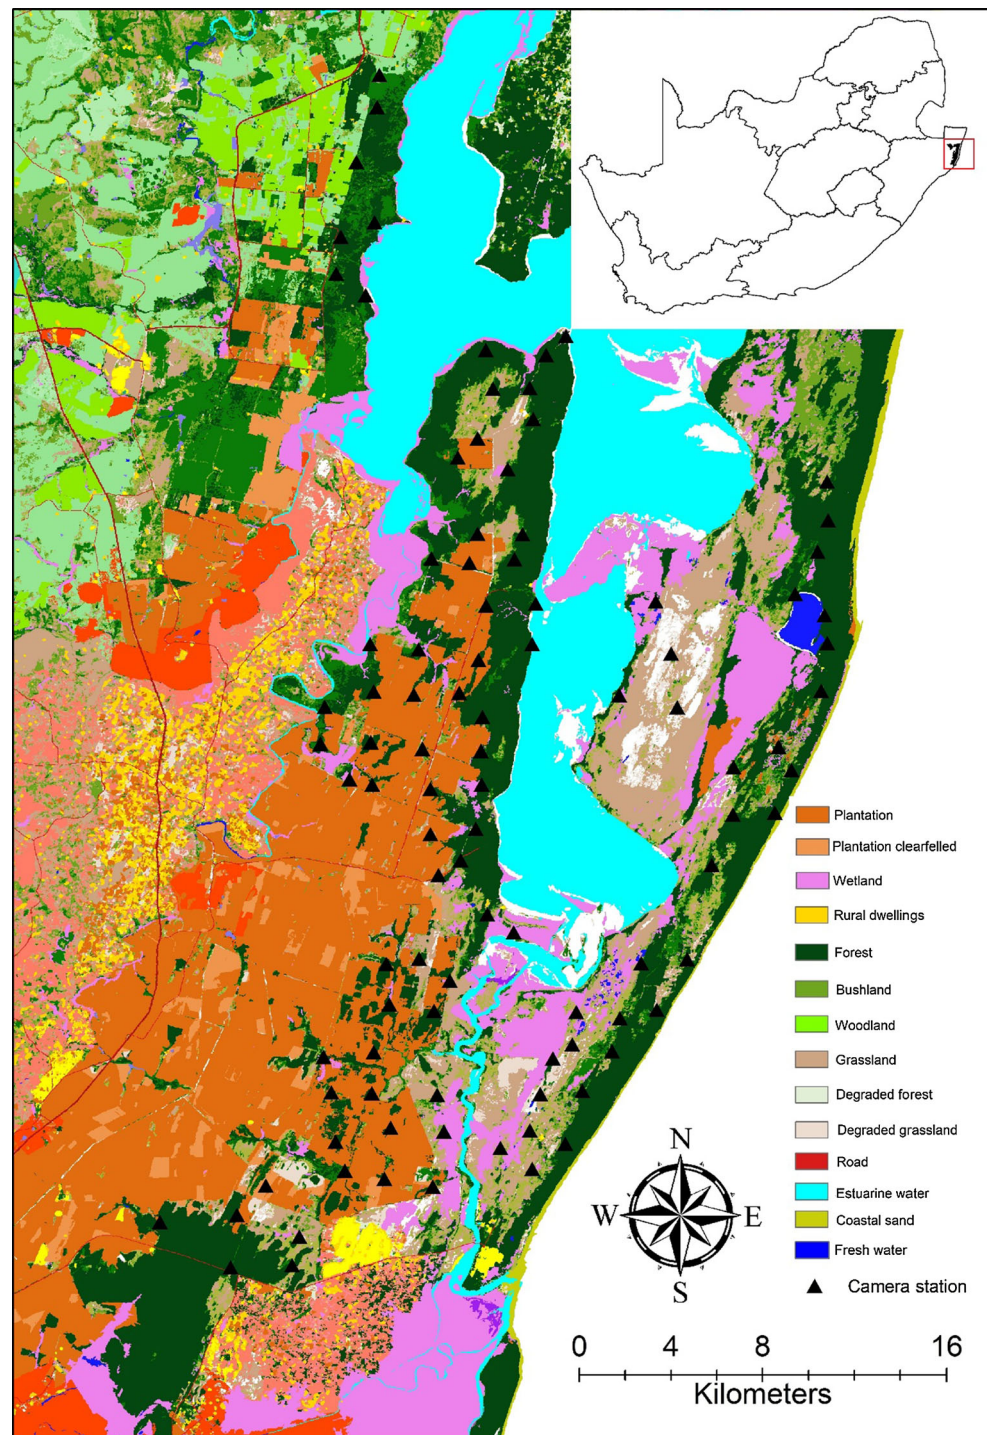 Plantation
Plantation clearfelled
Wetland
Rural dwellings
Forest
Bushland
Woodland
Grassland
Degraded forest
Degraded grassland
Road
Estuarine water
Coastal sand
Fresh water
Camera station
N
W E
S
0 4 8 16
Kilometers